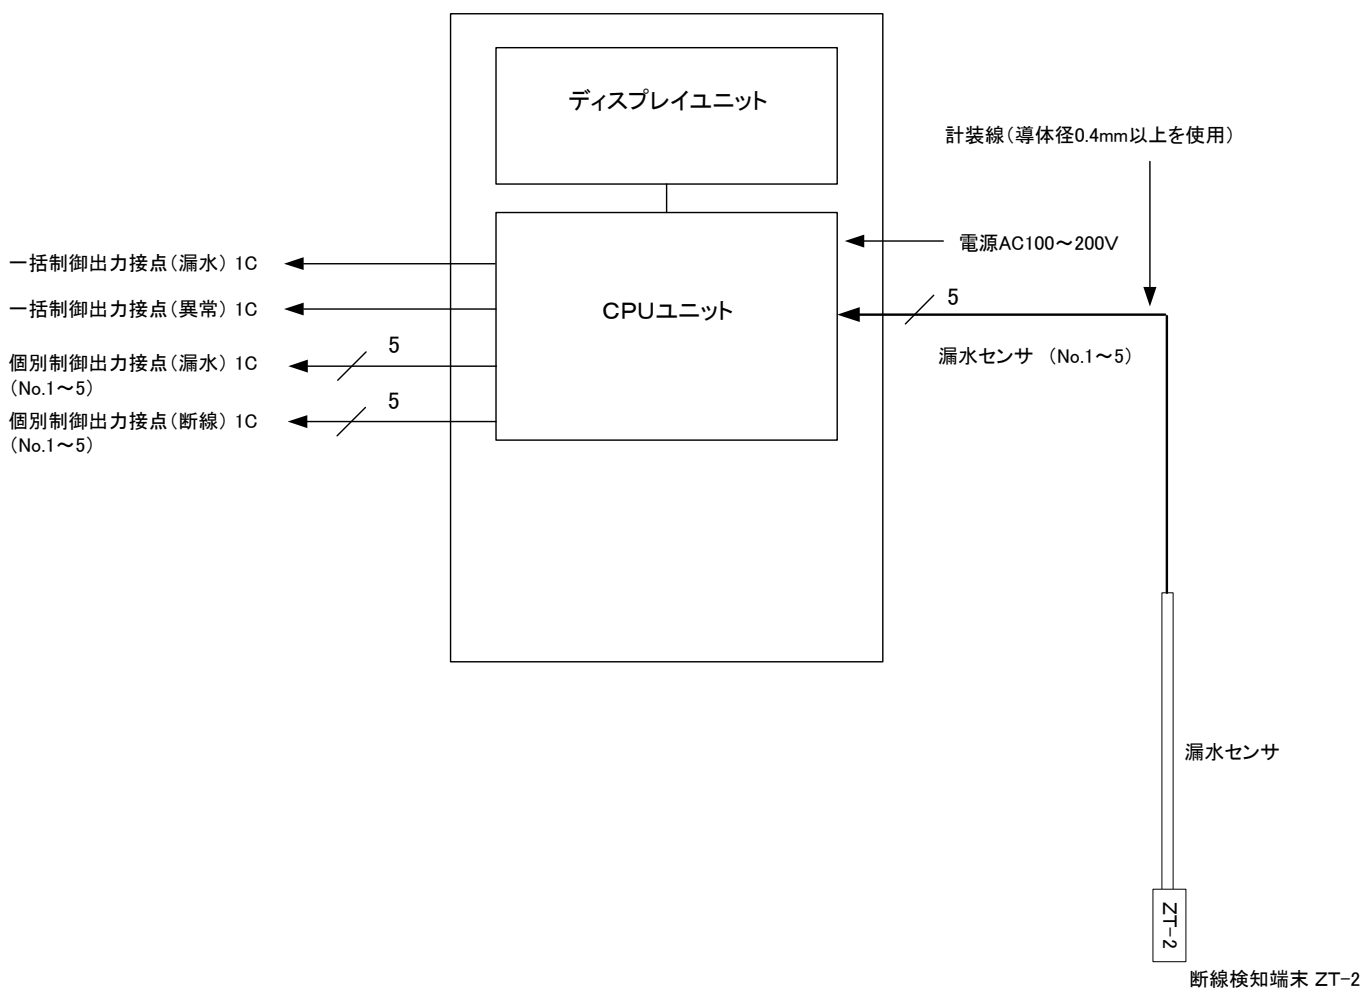 ディスプレイユニット
計装線（導体径0.4mm以上を使用）
電源AC100～200V
一括制御出力接点（漏水） 1C
一括制御出力接点（異常） 1C
CPUユニット
5
漏水センサ （No.1～5）
5
個別制御出力接点（漏水） 1C
（No.1～5）
5
個別制御出力接点（断線） 1C
（No.1～5）
漏水センサ
ZT-2
断線検知端末 ZT-2